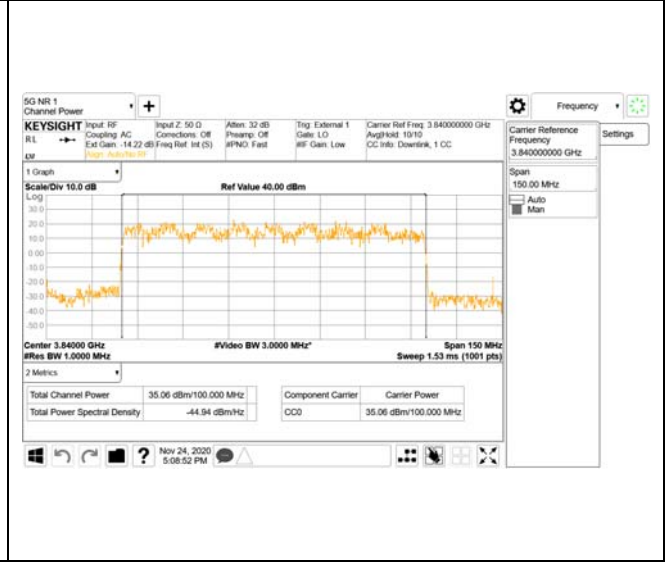 5G NR 1
Channel Power
Frequency
KEYSIGHT
RL
Input: RF
Coupling: AC
Ext Gain: -14.22 dB
Align: Auto/No RF
Input Z: 50 Ω
Corrections: Off
Freq Ref: Int (S)
Atten: 32 dB
Preamp: Off
#PNO: Fast
Trig: External 1
Gate: LO
#IF Gain: Low
Carrier Ref Freq: 3.840000000 GHz
Avg|Hold: 10/10
CC Info: Downlink, 1 CC
Carrier Reference
Frequency
3.840000000 GHz
Settings
Span
150.00 MHz
Auto
Man
1 Graph
Scale/Div 10.0 dB
Ref Value 40.00 dBm
Log
30.0
20.0
10.0
0.00
-10.0
-20.0
-30.0
-40.0
-50.0
Center 3.84000 GHz
#Video BW 3.0000 MHz*
Span 150 MHz
#Res BW 1.0000 MHz
Sweep 1.53 ms (1001 pts)
2 Metrics
Total Channel Power 35.06 dBm/100.000 MHz
Total Power Spectral Density -44.94 dBm/Hz
Component Carrier Carrier Power
CC0 35.06 dBm/100.000 MHz
Nov 24, 2020
5:08:52 PM